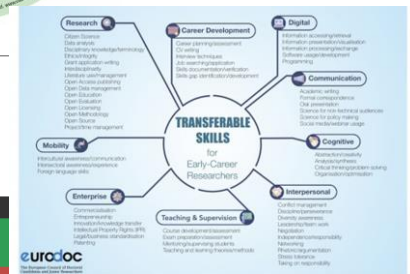 Research
Citizen Science
Data analysis
Disciplinary knowledge/terminology
Ethics/integrity
Grant application writing
Interdisciplinarity
Literature use/management
Open Access publishing
Open Data management
Open Education
Open Evaluation
Open Licensing
Open Methodology
Open Source
Project/time management
Career Development
Career planning/assessment
CV writing
Interview techniques
Job searching/application
Skills documentation/verification
Skills gap identification/development
Digital
Information accessing/retrieval
Information presentation/visualisation
Information processing/exchange
Software usage/development
Programming
Communication
Academic writing
Formal correspondence
Oral presentation
Science for non-technical audiences
Science for policy making
Social media/webinar usage
TRANSFERABLE
SKILLS
for
Early-Career
Researchers
Mobility
Intercultural awareness/communication
Intersectoral awareness/experience
Foreign language skills
Cognitive
Abstraction/creativity
Analysis/synthesis
Critical thinking/problem solving
Organisation/optimisation
Enterprise
Commercialisation
Entrepreneurship
Innovation/knowledge transfer
Intellectual Property Rights (IPR)
Legal/business standardisation
Patenting
Teaching & Supervision
Course development/assessment
Exam preparation/assessment
Mentoring/supervising students
Teaching and learning theories/methods
Interpersonal
Conflict management
Discipline/perseverance
Diversity awareness
Leadership/team work
Negotiation
Independence/responsibility
Networking
Rhetoric/argumentation
Stress tolerance
Taking on responsibility
eurodoc
The European Council of Doctoral
Candidates and Junior Researchers